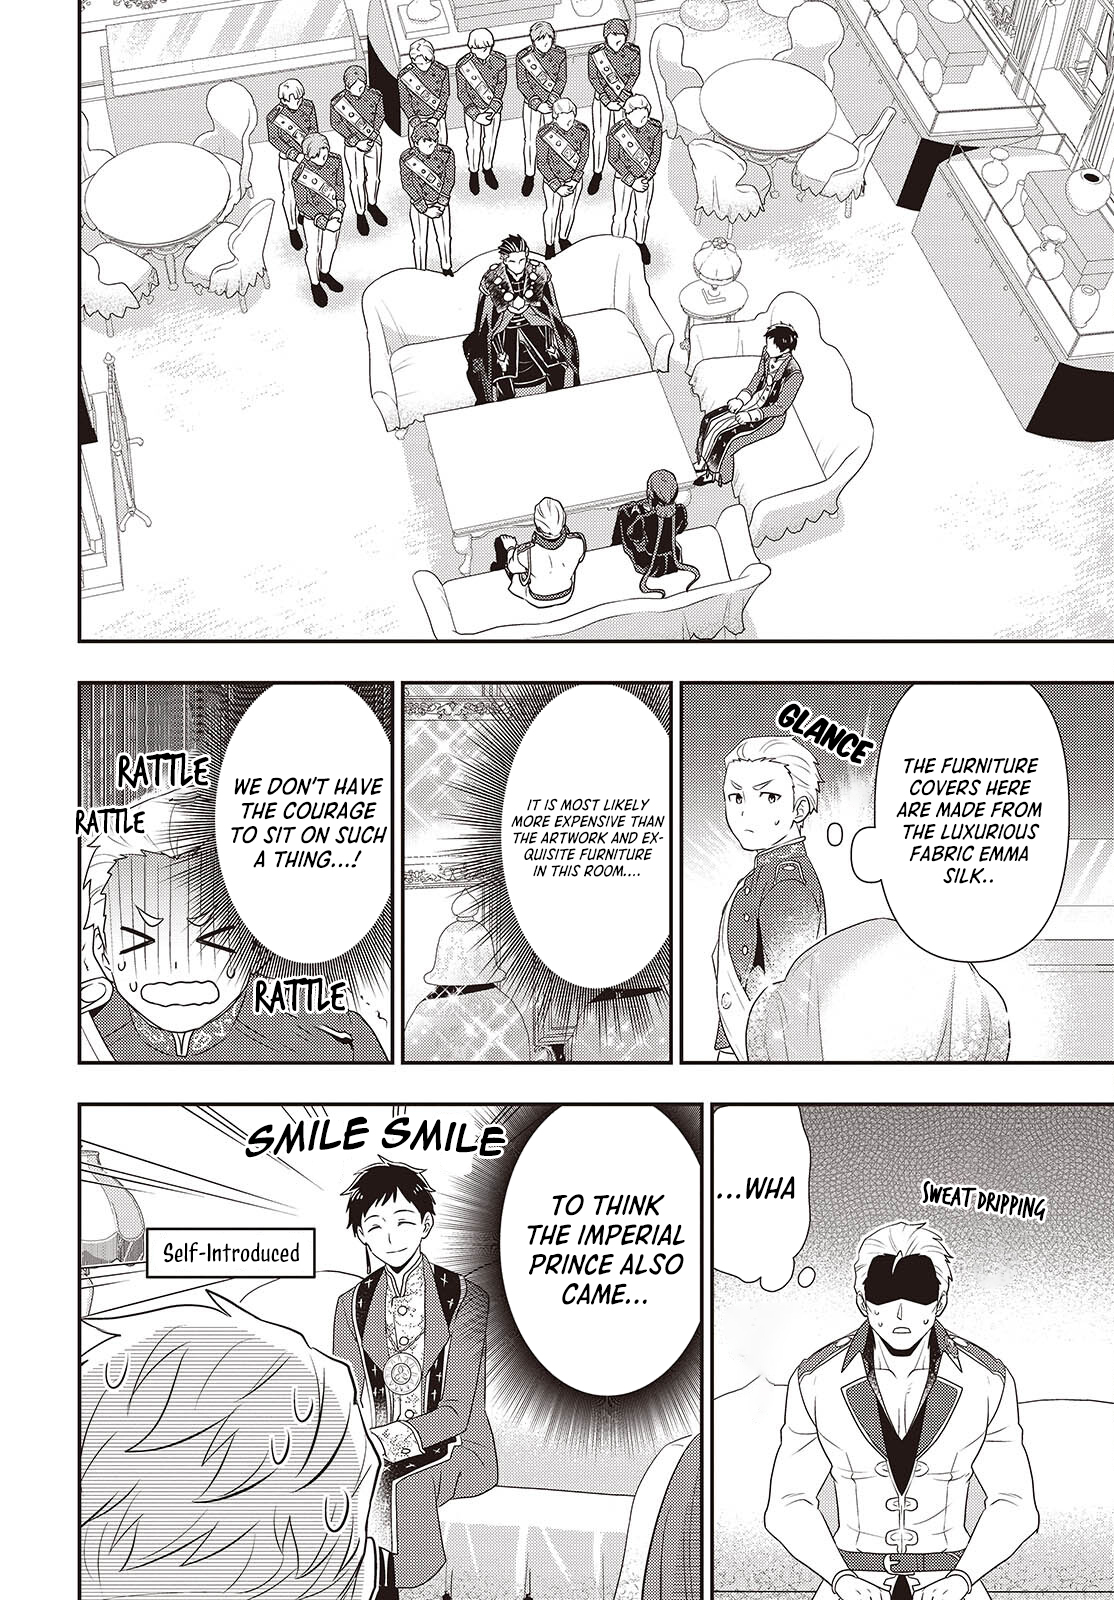 GLANCE
THE FURNITURE
COVERS HERE
ARE MADE FROM
THE LUXURIOUS
FABRIC EMMA
SILK..
IT IS MOST LIKELY
MORE EXPENSIVE THAN
THE ARTWORK AND EX-
QUISITE FURNITURE
IN THIS ROOM....
WE DON'T HAVE
THE COURAGE
TO SIT ON SUCH
A THING...!
RATTLE
RATTLE
RATTLE
...WHA
SWEAT DRIPPING
TO THINK
THE IMPERIAL
PRINCE ALSO
CAME...
SMILE SMILE
Self-Introduced